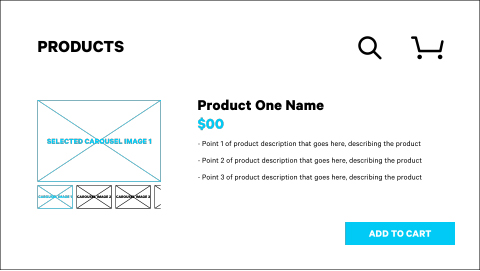 PRODUCTS
Product One Name
$00
SELECTED CAROUSEL IMAGE 1
- Point 1 of product description that goes here, describing the product
- Point 2 of product description that goes here, describing the product
- Point 3 of product description that goes here, describing the product
CAROUSEL IMAGE 1 CAROUSEL IMAGE 2 CAROUSEL IMAGE 3
ADD TO CART